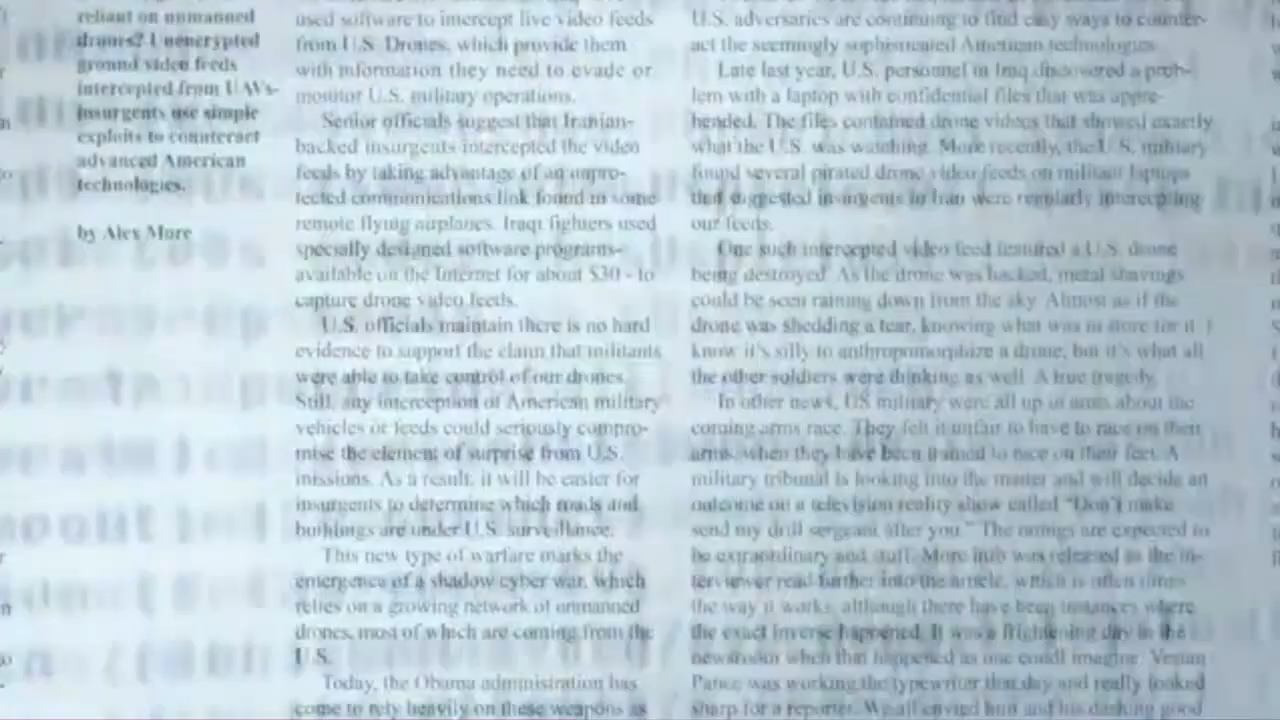 reliant on unmanned
drones? Unencrypted
ground video feeds
intercepted from UAVs-
insurgents use simple
exploits to counteract
advanced American
technologies.
by Alex More
used software to intercept live video feeds
from U.S. Drones, which provide them
with information they need to evade or
monitor U.S. military operations.
Senior officials suggest that Iranian-
backed insurgents intercepted the video
feeds by taking advantage of an unpro-
tected communications link found in some
remote flying airplanes. Iraqi fighters used
specially designed software programs–
available on the Internet for about $30 - to
capture drone video feeds.
U.S. officials maintain there is no hard
evidence to support the claim that militants
were able to take control of our drones.
Still, any interception of American military
vehicles or feeds could seriously compro-
mise the element of surprise from U.S.
missions. As a result, it will be easier for
insurgents to determine which roads and
buildings are under U.S. surveillance.
This new type of warfare marks the
emergence of a shadow cyber war, which
relies on a growing network of unmanned
drones, most of which are coming from the
U.S.
Today, the Obama administration has
come to rely heavily on these weapons as
U.S. adversaries are continuing to find easy ways to counter-
act the seemingly sophisticated American technologies.
Late last year, U.S. personnel in Iraq discovered a prob-
lem with a laptop with confidential files that was appre-
hended. The files contained drone videos that showed exactly
what the U.S. was watching. More recently, the U.S. military
found several pirated drone video feeds on militant laptops
that suggested insurgents in Iran were regularly intercepting
our feeds.
One such intercepted video feed featured a U.S. drone
being destroyed. As the drone was hacked, metal shavings
could be seen raining down from the sky. Almost as if the
drone was shedding a tear, knowing what was in store for it. I
know it's silly to anthropomorphize a drone, but it's what all
the other soldiers were thinking as well. A true tragedy.
In other news, US military were all up in arms about the
coming arms race. They felt it unfair to have to race on their
arms, when they have been trained to race on their feet. A
military tribunal is looking into the matter and will decide an
outcome on a television reality show called "Don't make
send my drill sergeant after you." The ratings are expected to
be extraordinary and stuff. More info was released as the in-
terviewer read further into the article, which is often times
the way it works, although there have been instances where
the exact inverse happened. It was a frightening day in the
newsroom when that happened as one could imagine. Vegan
was working the typewriter that day and really looked
sharp for a reporter. We all envied him and his dashing good